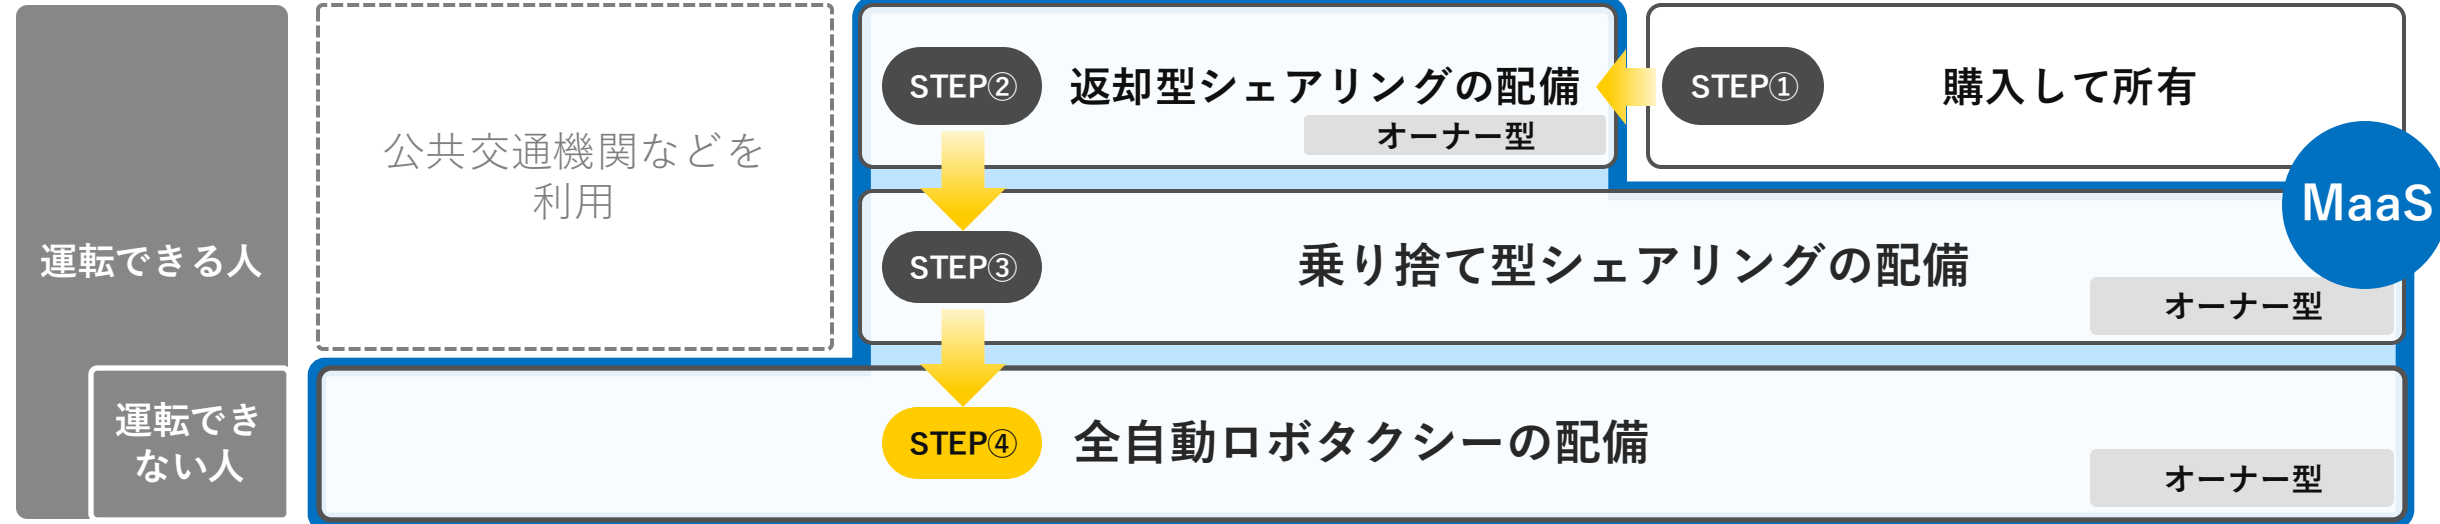 運転できる人
運転でき
ない人
公共交通機関などを
利用
STEP②
返却型シェアリングの配備
オーナー型
STEP①
購入して所有
MaaS
STEP③
乗り捨て型シェアリングの配備
オーナー型
STEP④
全自動ロボタクシーの配備
オーナー型